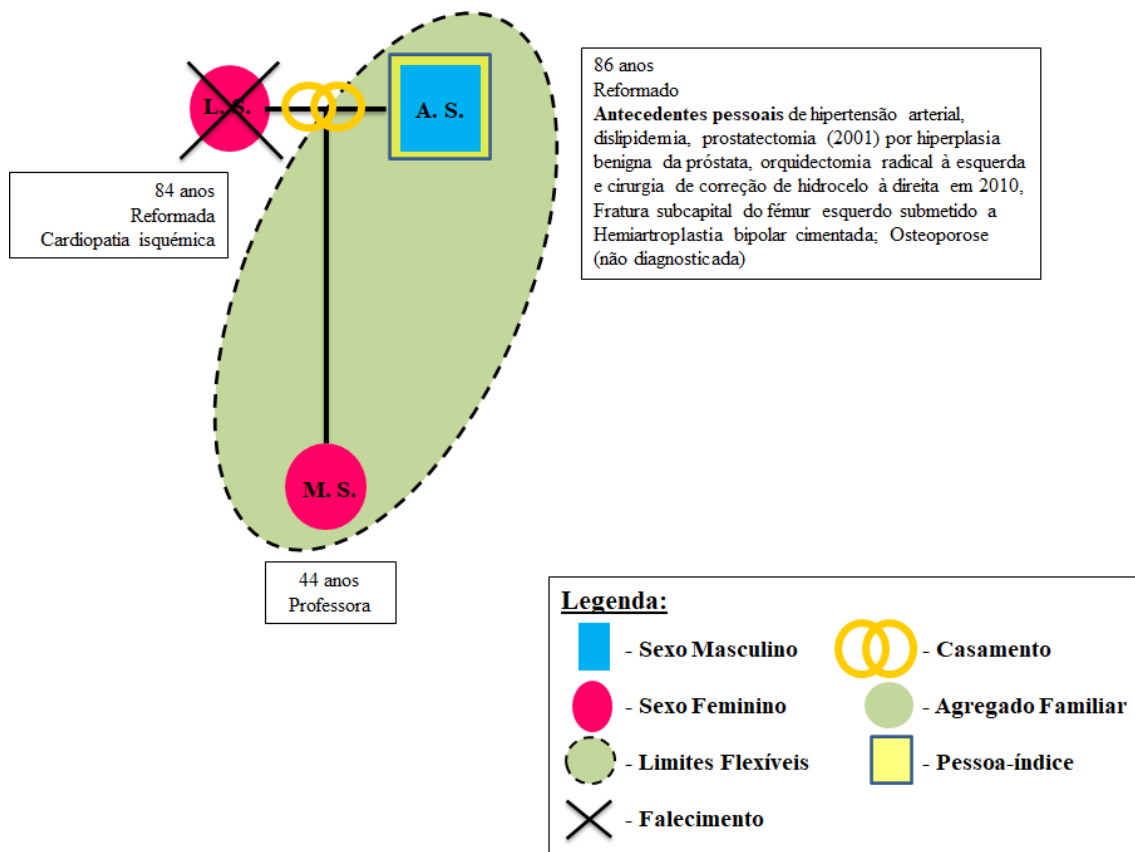 L. S.
A. S.
86 anos
Reformado
Antecedentes pessoais de hipertensão arterial,
dislipidemia, prostatectomia (2001) por hiperplasia
benigna da próstata, orquidectomia radical à esquerda
e cirurgia de correção de hidrocelo à direita em 2010,
Fratura subcapital do fémur esquerdo submetido a
Hemiartroplastia bipolar cimentada; Osteoporose
(não diagnosticada)
84 anos
Reformada
Cardiopatia isquémica
M. S.
44 anos
Professora
Legenda:
- Sexo Masculino
- Casamento
- Sexo Feminino
- Agregado Familiar
- Limites Flexíveis
- Pessoa-índice
- Falecimento